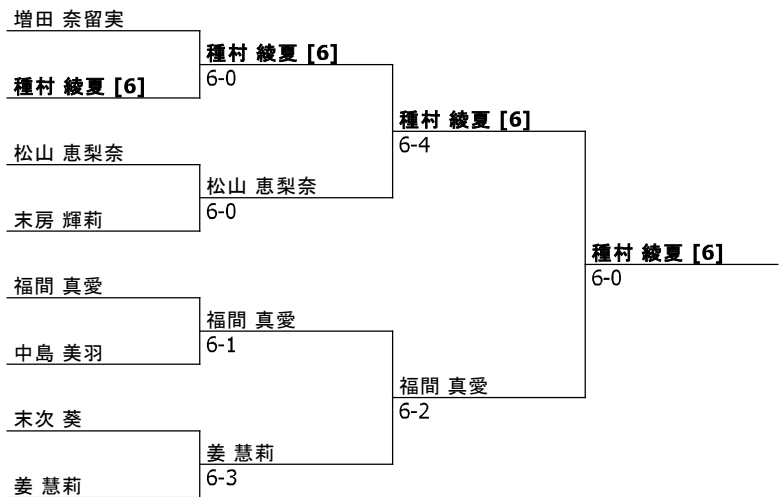 増田 奈留実
種村 綾夏 [6]
6-0
種村 綾夏 [6]
種村 綾夏 [6]
6-4
松山 恵梨奈
松山 恵梨奈
6-0
末房 輝莉
種村 綾夏 [6]
6-0
福間 真愛
福間 真愛
6-1
中島 美羽
福間 真愛
6-2
末次 葵
姜 慧莉
6-3
姜 慧莉